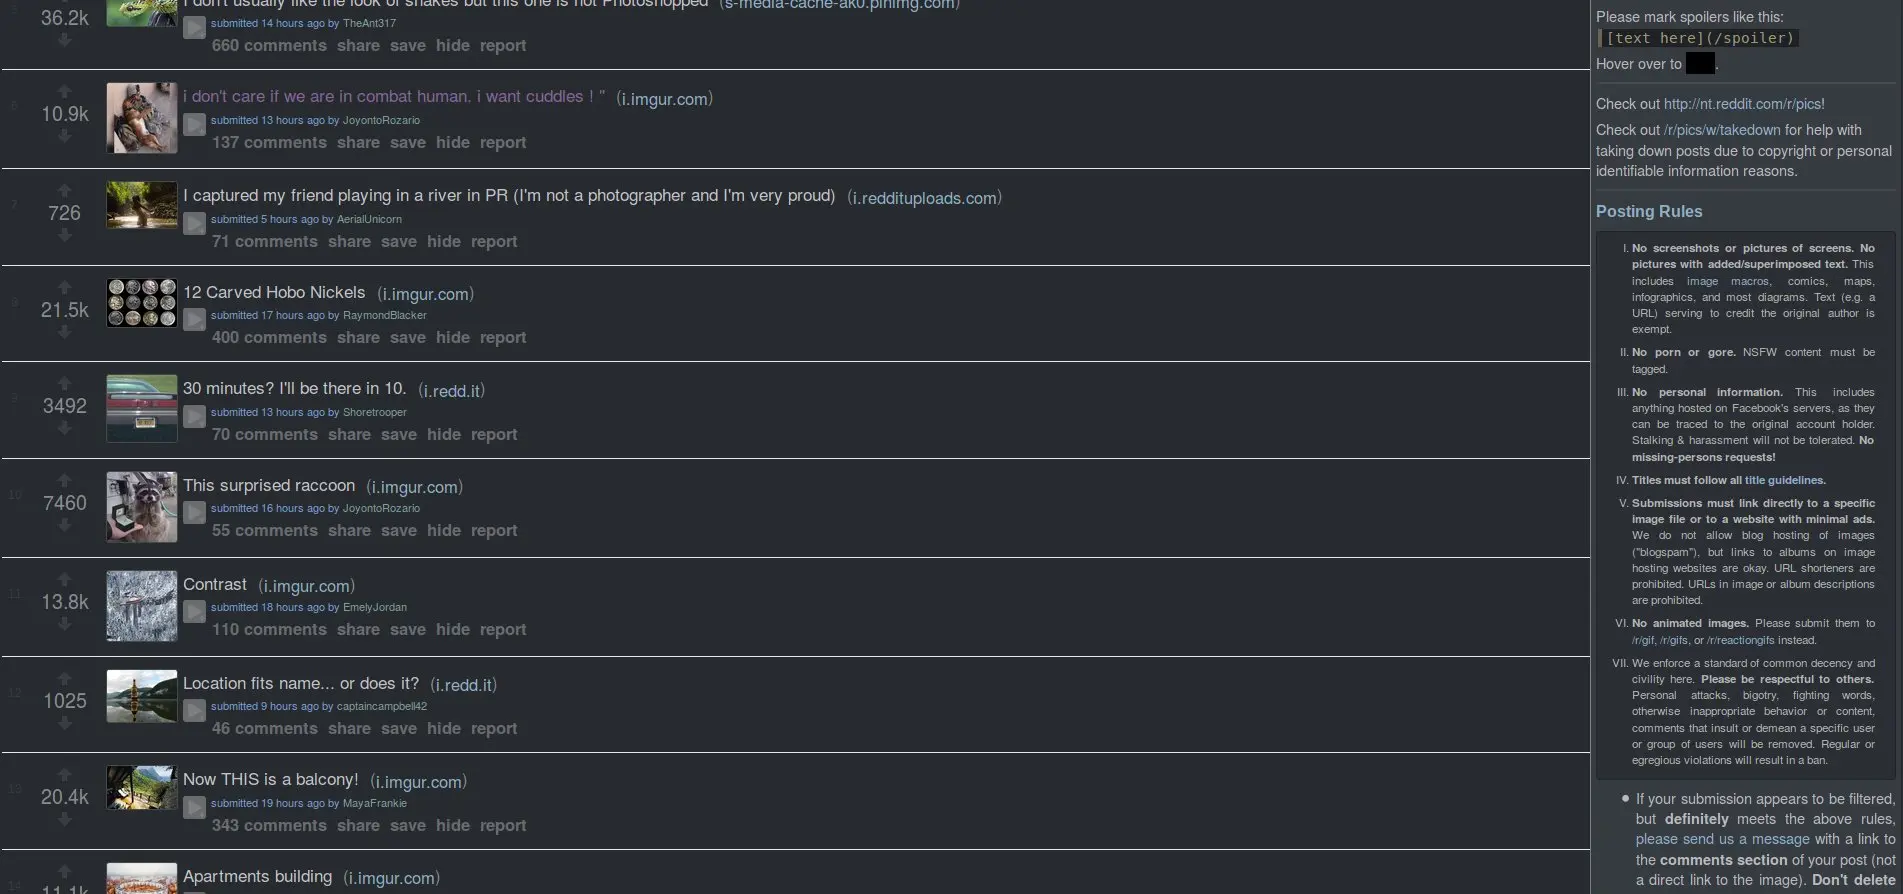 I don't usually like the look of snakes but this one is not Photoshopped (s-media-cache-ak0.pinimg.com)
36.2k
submitted 14 hours ago by TheAnt317
660 comments share save hide report
6
i don't care if we are in combat human. i want cuddles ! " (i.imgur.com)
10.9k
submitted 13 hours ago by JoyontoRozario
137 comments share save hide report
7
I captured my friend playing in a river in PR (I'm not a photographer and I'm very proud) (i.reddituploads.com)
726
submitted 5 hours ago by AerialUnicorn
71 comments share save hide report
8
12 Carved Hobo Nickels (i.imgur.com)
21.5k
submitted 17 hours ago by RaymondBlacker
400 comments share save hide report
9
30 minutes? I'll be there in 10. (i.redd.it)
3492
submitted 13 hours ago by Shoretrooper
70 comments share save hide report
10
This surprised raccoon (i.imgur.com)
7460
submitted 16 hours ago by JoyontoRozario
55 comments share save hide report
11
Contrast (i.imgur.com)
13.8k
submitted 18 hours ago by EmelyJordan
110 comments share save hide report
12
Location fits name... or does it? (i.redd.it)
1025
submitted 9 hours ago by captaincampbell42
46 comments share save hide report
13
Now THIS is a balcony! (i.imgur.com)
20.4k
submitted 19 hours ago by MayaFrankie
343 comments share save hide report
14
Apartments building (i.imgur.com)
11.1k
Please mark spoilers like this:
[text here](/spoiler)
Hover over to .
Check out http://nt.reddit.com/r/pics!
Check out /r/pics/w/takedown for help with
taking down posts due to copyright or personal
identifiable information reasons.
Posting Rules
I. No screenshots or pictures of screens. No
pictures with added/superimposed text. This
includes image macros, comics, maps,
infographics, and most diagrams. Text (e.g. a
URL) serving to credit the original author is
exempt.
II. No porn or gore. NSFW content must be
tagged.
III. No personal information. This includes
anything hosted on Facebook's servers, as they
can be traced to the original account holder.
Stalking & harassment will not be tolerated. No
missing-persons requests!
IV. Titles must follow all title guidelines.
V. Submissions must link directly to a specific
image file or to a website with minimal ads.
We do not allow blog hosting of images
("blogspam"), but links to albums on image
hosting websites are okay. URL shorteners are
prohibited. URLs in image or album descriptions
are prohibited.
VI. No animated images. Please submit them to
/r/gif, /r/gifs, or /r/reactiongifs instead.
VII. We enforce a standard of common decency and
civility here. Please be respectful to others.
Personal attacks, bigotry, fighting words,
otherwise inappropriate behavior or content,
comments that insult or demean a specific user
or group of users will be removed. Regular or
egregious violations will result in a ban.
• If your submission appears to be filtered,
but definitely meets the above rules,
please send us a message with a link to
the comments section of your post (not
a direct link to the image). Don't delete